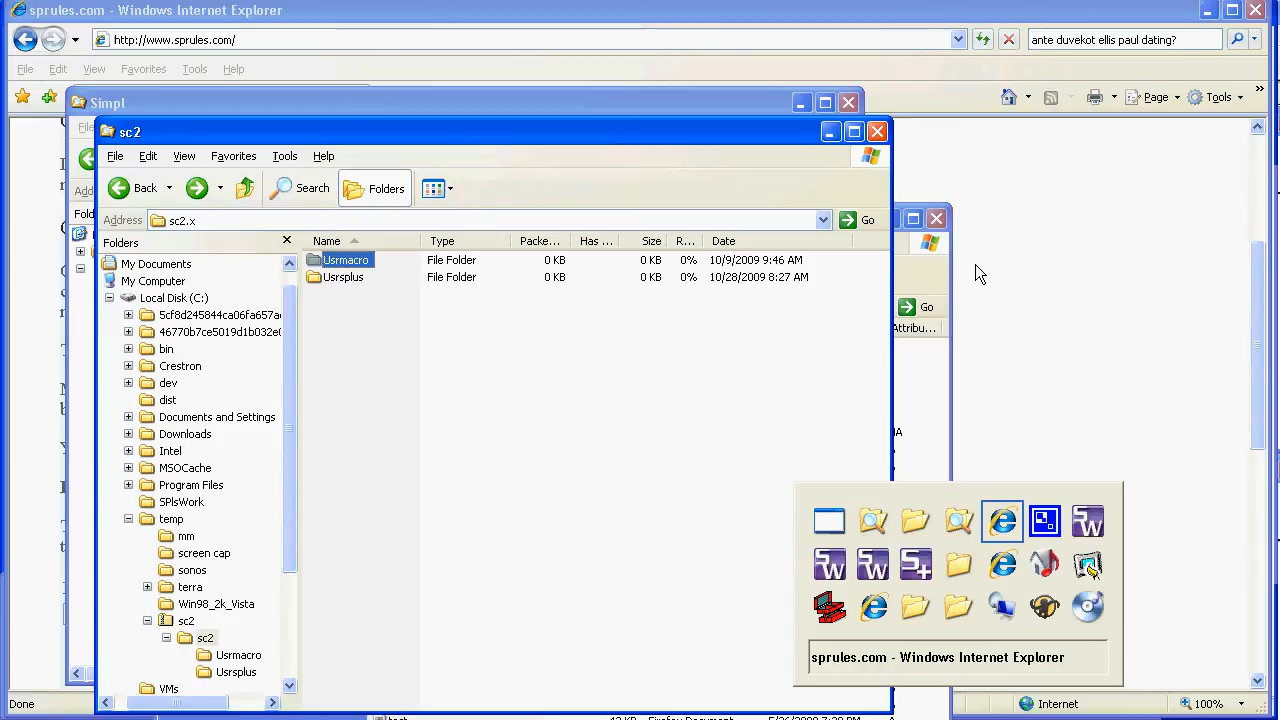 sprules.com - Windows Internet Explorer
http://www.sprules.com/
ante duvekot ellis paul dating?
File Edit View Favorites Tools Help
Page Tools »
Simpl
sc2
File Edit View Favorites Tools Help
Back Search Folders
Address sc2.x Go
Folders
Name Type Packe... Has ... Size R... Date
Usrmacro File Folder 0 KB 0 KB 0% 10/9/2009 9:46 AM
Usrsplus File Folder 0 KB 0 KB 0% 10/28/2009 8:27 AM
My Documents
My Computer
Local Disk (C:)
5cf8d245844ca06fa657a
46770b7ce5019d1b032e
bin
Crestron
dev
dist
Documents and Settings
Downloads
Intel
MSOCache
Program Files
SPlsWork
temp
mm
screen cap
sonos
terra
Win98_2k_Vista
sc2
sc2
Usrmacro
Usrsplus
VMs
Go
Attribu...
sprules.com - Windows Internet Explorer
Done
Internet
100%